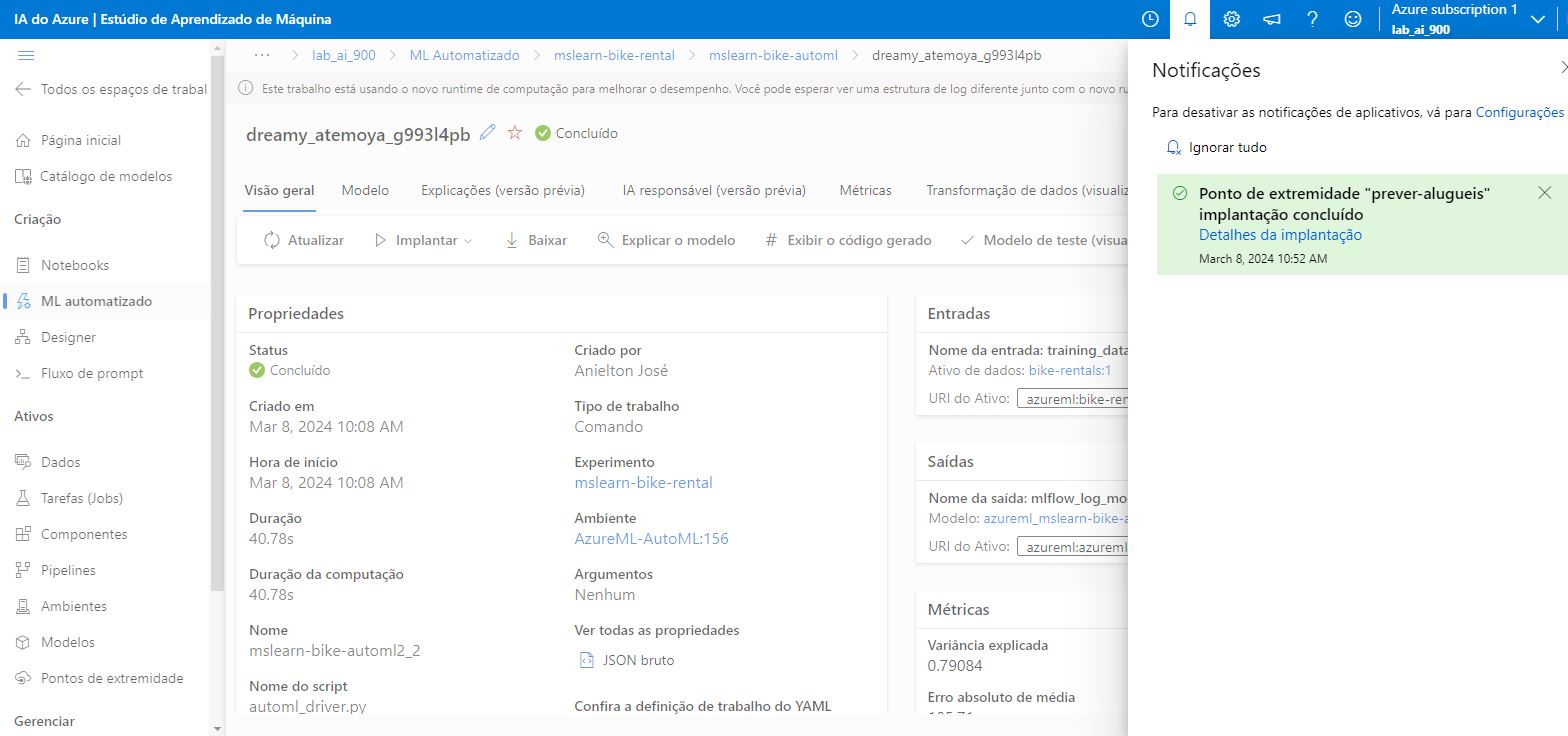 IA do Azure | Estúdio de Aprendizado de Máquina
Azure subscription 1
lab_ai_900
Todos os espaços de trabal
Página inicial
Catálogo de modelos
Criação
Notebooks
ML automatizado
Designer
Fluxo de prompt
Ativos
Dados
Tarefas (Jobs)
Componentes
Pipelines
Ambientes
Modelos
Pontos de extremidade
Gerenciar
... > lab_ai_900 > ML Automatizado > mslearn-bike-rental > mslearn-bike-automl > dreamy_atemoya_g993l4pb
Este trabalho está usando o novo runtime de computação para melhorar o desempenho. Você pode esperar ver uma estrutura de log diferente junto com o novo ru
dreamy_atemoya_g993l4pb Concluído
Visão geral Modelo Explicações (versão prévia) IA responsável (versão prévia) Métricas Transformação de dados (visualiz
Atualizar Implantar Baixar Explicar o modelo # Exibir o código gerado Modelo de teste (visua
Propriedades
Status
Concluído
Criado em
Mar 8, 2024 10:08 AM
Hora de início
Mar 8, 2024 10:08 AM
Duração
40.78s
Duração da computação
40.78s
Nome
mslearn-bike-automl2_2
Nome do script
automl_driver.py
Criado por
Anielton José
Tipo de trabalho
Comando
Experimento
mslearn-bike-rental
Ambiente
AzureML-AutoML:156
Argumentos
Nenhum
Ver todas as propriedades
JSON bruto
Confira a definição de trabalho do YAML
Entradas
Nome da entrada: training_data
Ativo de dados: bike-rentals:1
URI do Ativo: azureml:bike-ren
Saídas
Nome da saída: mlflow_log_mo
Modelo: azureml_mslearn-bike-a
URI do Ativo: azureml:azureml
Métricas
Variância explicada
0.79084
Erro absoluto de média
Notificações
Para desativar as notificações de aplicativos, vá para Configurações
Ignorar tudo
Ponto de extremidade "prever-alugueis"
implantação concluído
Detalhes da implantação
March 8, 2024 10:52 AM